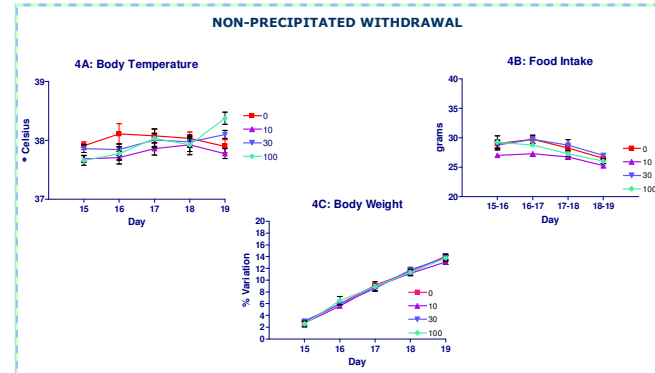 NON-PRECIPITATED WITHDRAWAL
4A: Body Temperature
39
38
37
° Celsius
15 16 17 18 19
Day
0
10
30
100
4B: Food Intake
40
35
30
25
20
grams
15-16 16-17 17-18 18-19
Day
0
10
30
100
4C: Body Weight
20
18
16
14
12
10
8
6
4
2
0
% Variation
15 16 17 18 19
Day
0
10
30
100